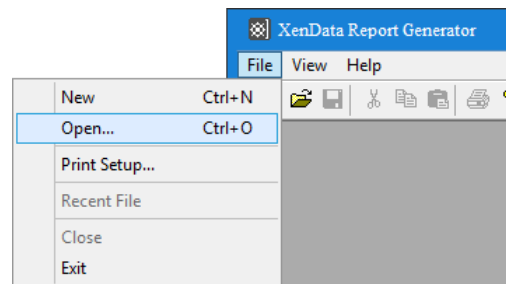 XenData Report Generator
File View Help
New Ctrl+N
Open... Ctrl+O
Print Setup...
Recent File
Close
Exit